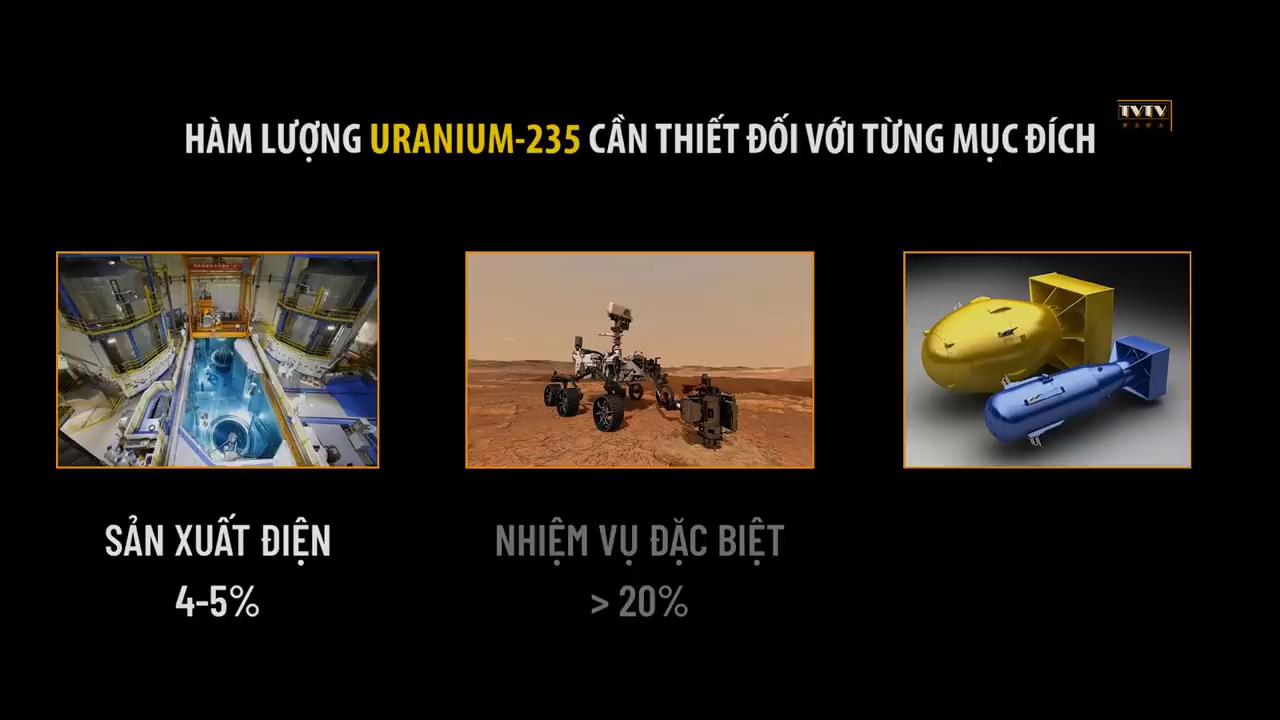 TVTV
HÀM LƯỢNG URANIUM-235 CẦN THIẾT ĐỐI VỚI TỪNG MỤC ĐÍCH
SẢN XUẤT ĐIỆN
4-5%
NHIỆM VỤ ĐẶC BIỆT
> 20%